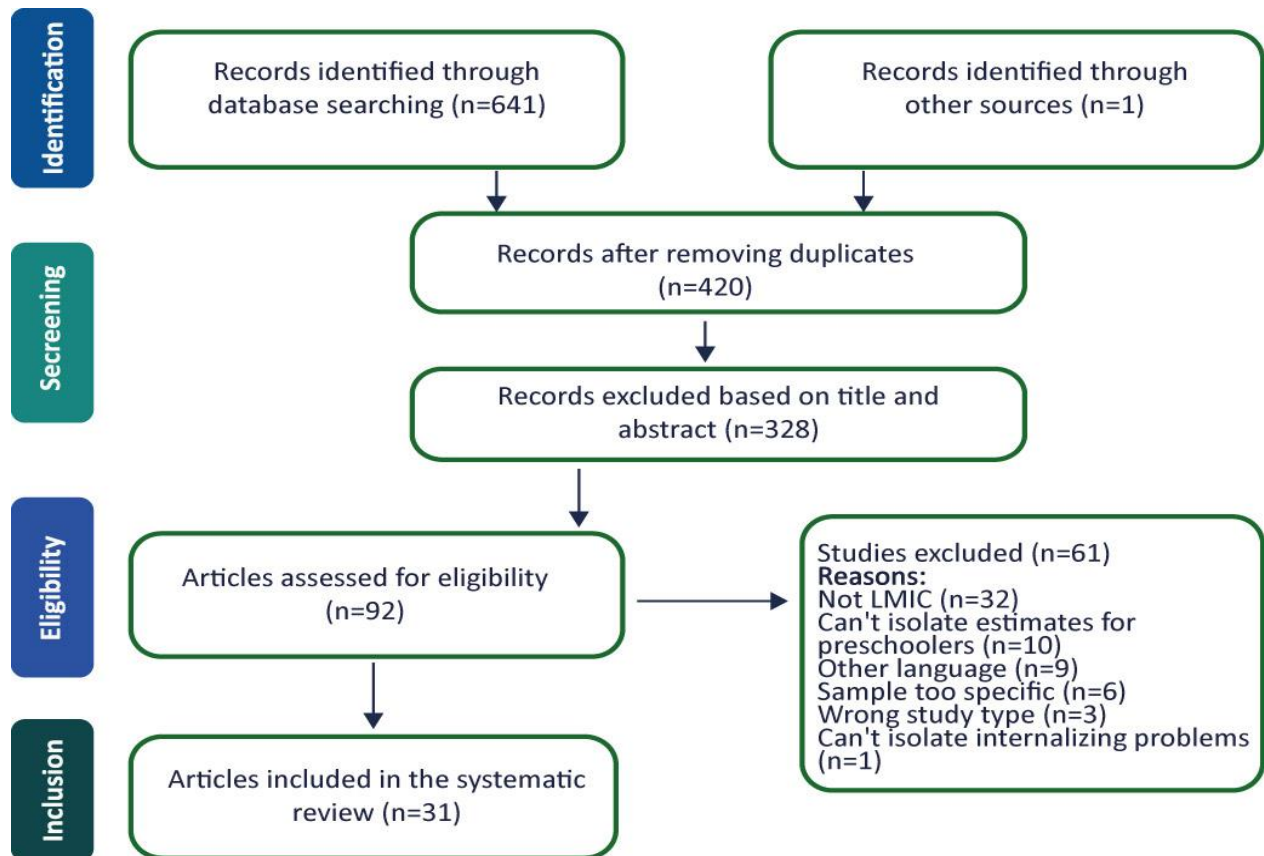 Identification
Records identified through
database searching (n=641)
Records identified through
other sources (n=1)
Secreening
Records after removing duplicates
(n=420)
Records excluded based on title and
abstract (n=328)
Eligibility
Articles assessed for eligibility
(n=92)
Studies excluded (n=61)
Reasons:
Not LMIC (n=32)
Can't isolate estimates for
preschoolers (n=10)
Other language (n=9)
Sample too specific (n=6)
Wrong study type (n=3)
Can't isolate internalizing problems
(n=1)
Inclusion
Articles included in the systematic
review (n=31)